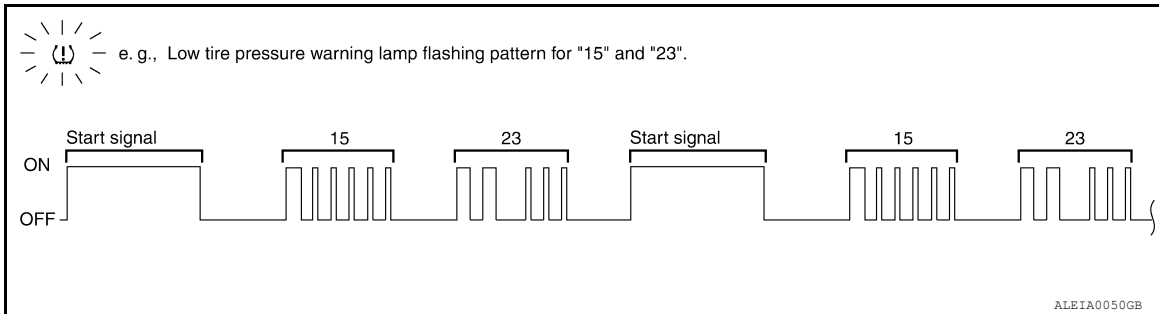 e. g., Low tire pressure warning lamp flashing pattern for "15" and "23".
Start signal 15 23 Start signal 15 23
ON
OFF
ALEIA0050GB